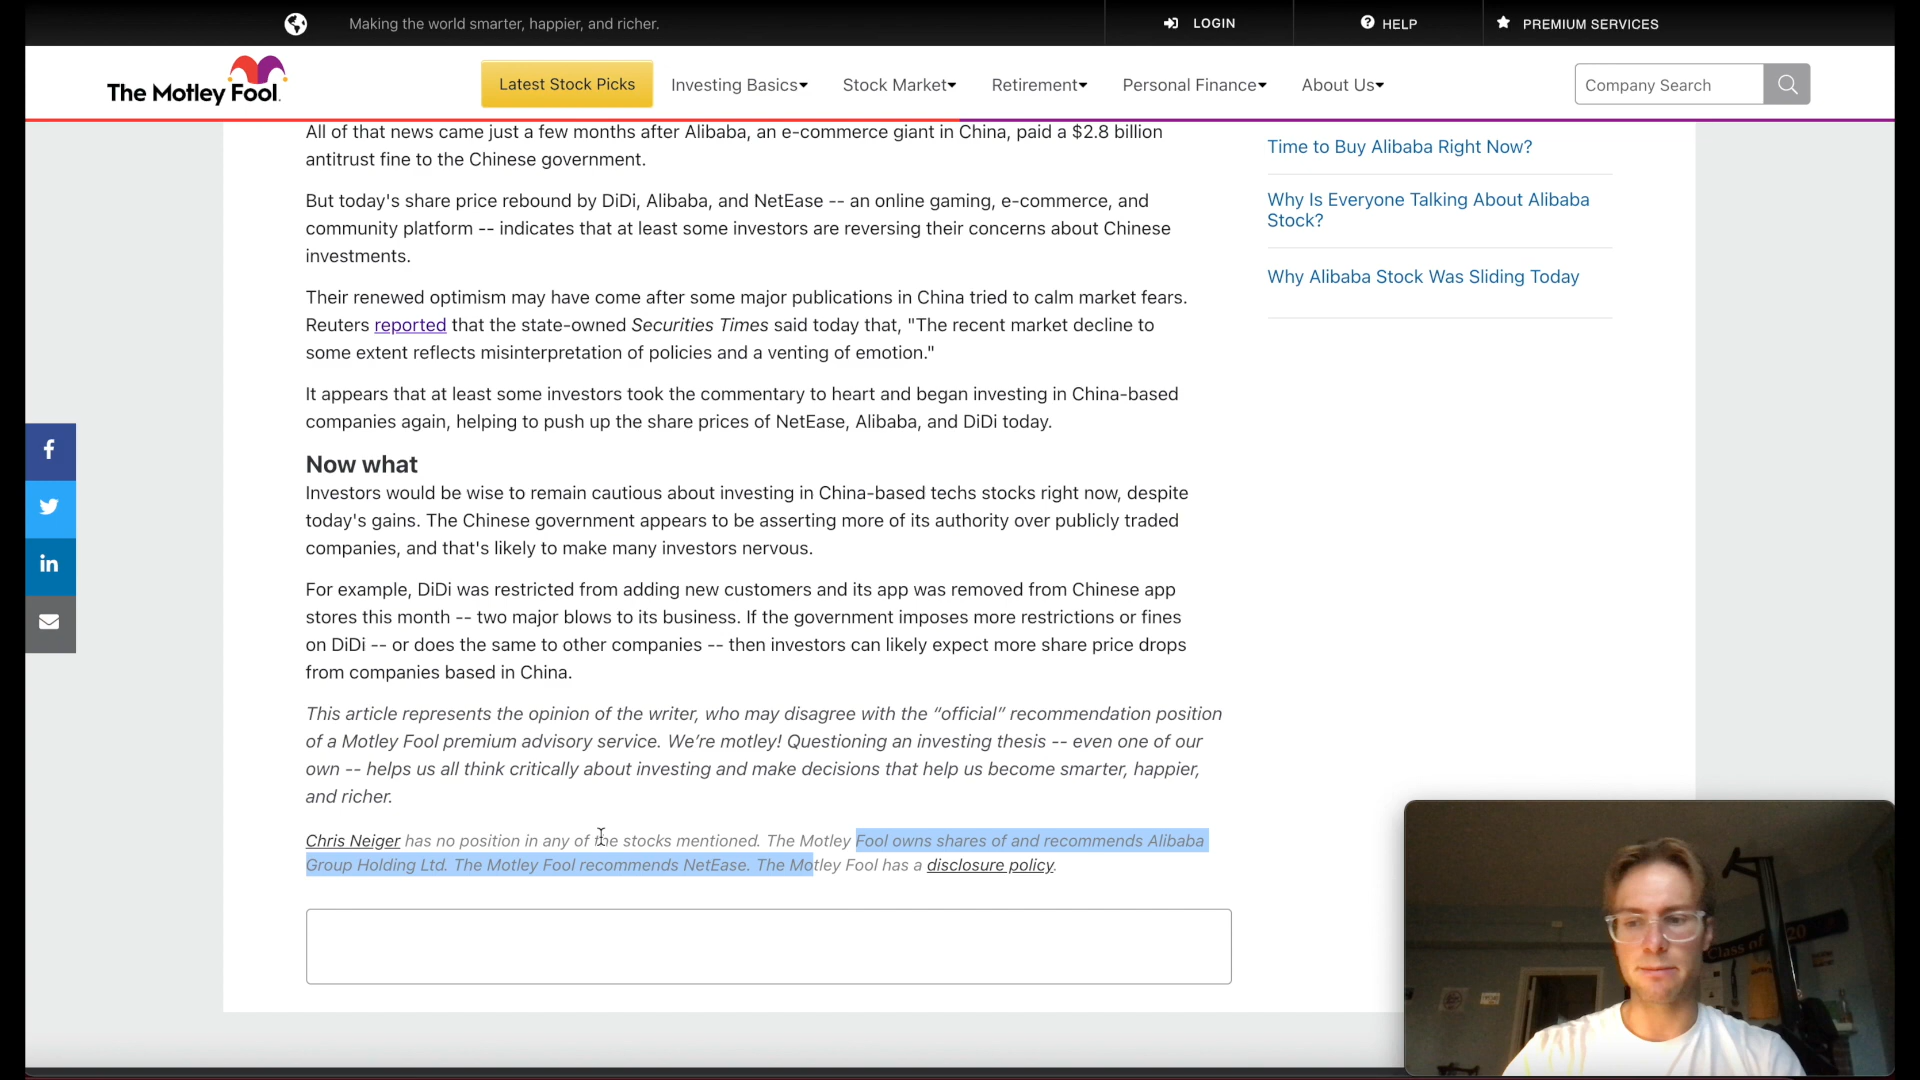 Making the world smarter, happier, and richer.
LOGIN
HELP
PREMIUM SERVICES
The Motley Fool.
Latest Stock Picks
Investing Basics
Stock Market
Retirement
Personal Finance
About Us
Company Search
All of that news came just a few months after Alibaba, an e-commerce giant in China, paid a $2.8 billion
antitrust fine to the Chinese government.
But today's share price rebound by DiDi, Alibaba, and NetEase -- an online gaming, e-commerce, and
community platform -- indicates that at least some investors are reversing their concerns about Chinese
investments.
Their renewed optimism may have come after some major publications in China tried to calm market fears.
Reuters reported that the state-owned Securities Times said today that, "The recent market decline to
some extent reflects misinterpretation of policies and a venting of emotion."
It appears that at least some investors took the commentary to heart and began investing in China-based
companies again, helping to push up the share prices of NetEase, Alibaba, and DiDi today.
Now what
Investors would be wise to remain cautious about investing in China-based techs stocks right now, despite
today's gains. The Chinese government appears to be asserting more of its authority over publicly traded
companies, and that's likely to make many investors nervous.
For example, DiDi was restricted from adding new customers and its app was removed from Chinese app
stores this month -- two major blows to its business. If the government imposes more restrictions or fines
on DiDi -- or does the same to other companies -- then investors can likely expect more share price drops
from companies based in China.
This article represents the opinion of the writer, who may disagree with the “official” recommendation position
of a Motley Fool premium advisory service. We’re motley! Questioning an investing thesis -- even one of our
own -- helps us all think critically about investing and make decisions that help us become smarter, happier,
and richer.
Chris Neiger has no position in any of the stocks mentioned. The Motley Fool owns shares of and recommends Alibaba
Group Holding Ltd. The Motley Fool recommends NetEase. The Motley Fool has a disclosure policy.
Time to Buy Alibaba Right Now?
Why Is Everyone Talking About Alibaba
Stock?
Why Alibaba Stock Was Sliding Today
f
in
Class of
20